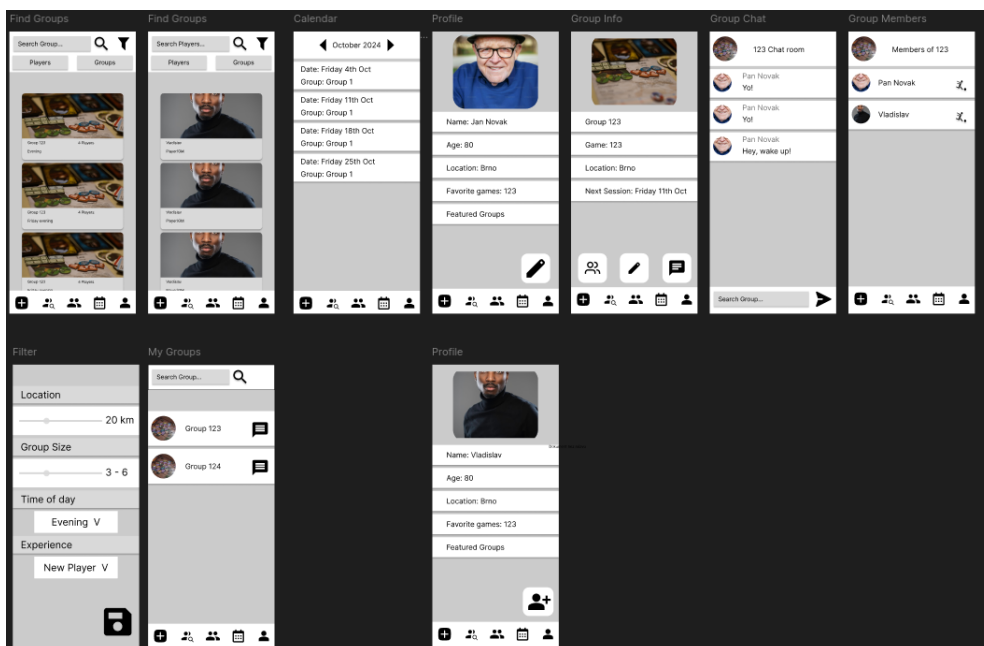 Find Groups
Search Group...
Players
Groups
Group 123
4 Players
Evening
Group 123
4 Players
Friday evening
Group 123
4 Players
Find Groups
Search Players...
Players
Groups
Calendar
October 2024
Date: Friday 4th Oct
Group: Group 1
Date: Friday 11th Oct
Group: Group 1
Date: Friday 18th Oct
Group: Group 1
Date: Friday 25th Oct
Group: Group 1
Profile
Name: Jan Novak
Age: 80
Location: Brno
Favorite games: 123
Featured Groups
Group Info
Group 123
Game: 123
Location: Brno
Next Session: Friday 11th Oct
Group Chat
123 Chat room
Pan Novak
Yo!
Pan Novak
Yo!
Pan Novak
Hey, wake up!
Search Group...
Group Members
Members of 123
Pan Novak
Vladislav
Filter
Location
20 km
Group Size
3 - 6
Time of day
Evening V
Experience
New Player V
My Groups
Search Group...
Group 123
Group 124
Profile
Name: Vladislav
Age: 80
Location: Brno
Favorite games: 123
Featured Groups